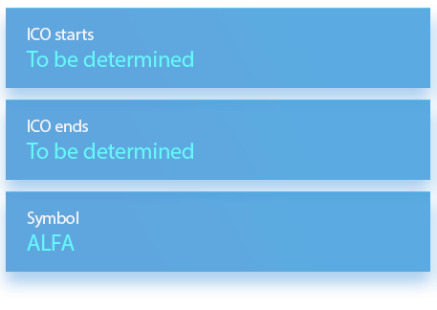 ICO starts
To be determined
ICO ends
To be determined
Symbol
ALFA